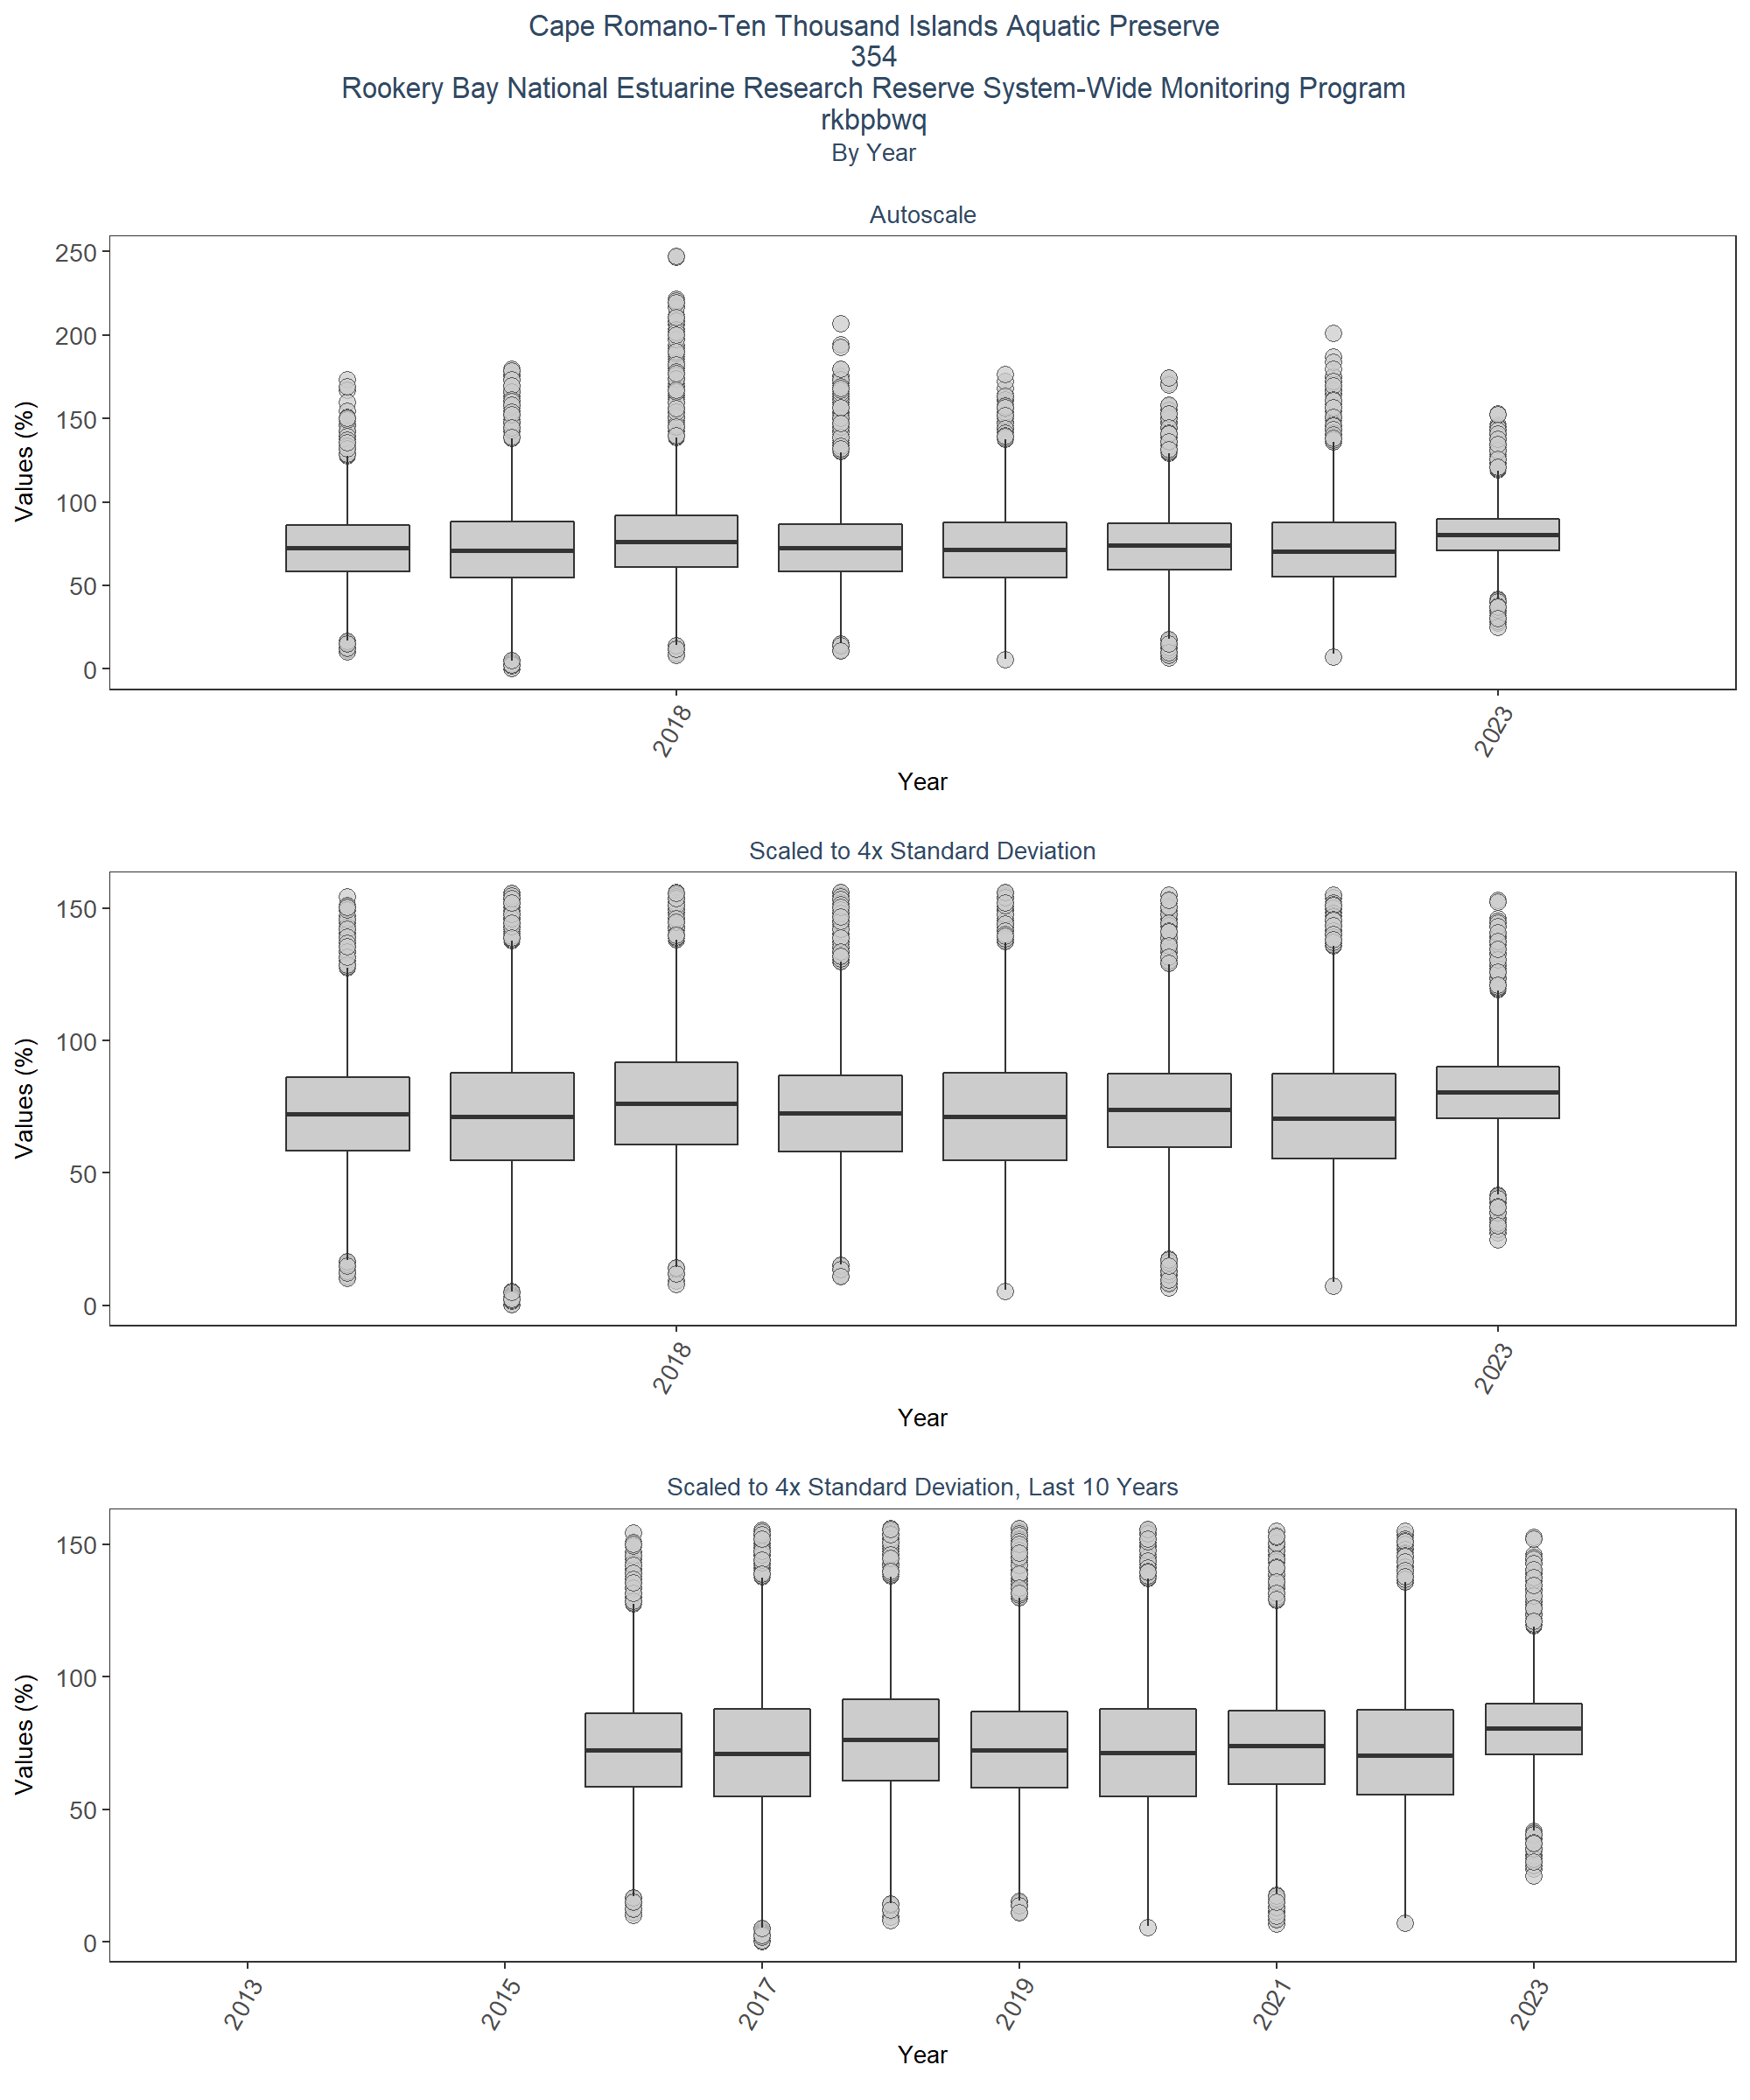 Cape Romano-Ten Thousand Islands Aquatic Preserve
354
Rookery Bay National Estuarine Research Reserve System-Wide Monitoring Program
rkbpbwq
By Year
Autoscale
Values (%)
250
200
150
100
50
0
2018
2023
Year
Scaled to 4x Standard Deviation
Values (%)
150
100
50
0
2018
2023
Year
Scaled to 4x Standard Deviation, Last 10 Years
Values (%)
150
100
50
0
2013
2015
2017
2019
2021
2023
Year